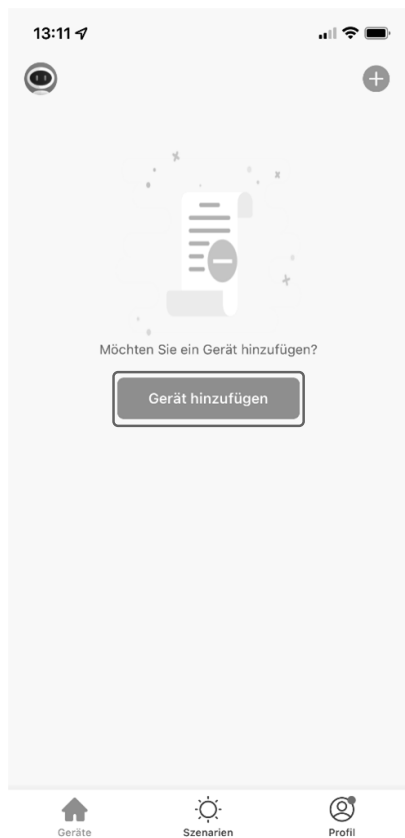 13:11
Möchten Sie ein Gerät hinzufügen?
Gerät hinzufügen
Geräte
Szenarien
Profil